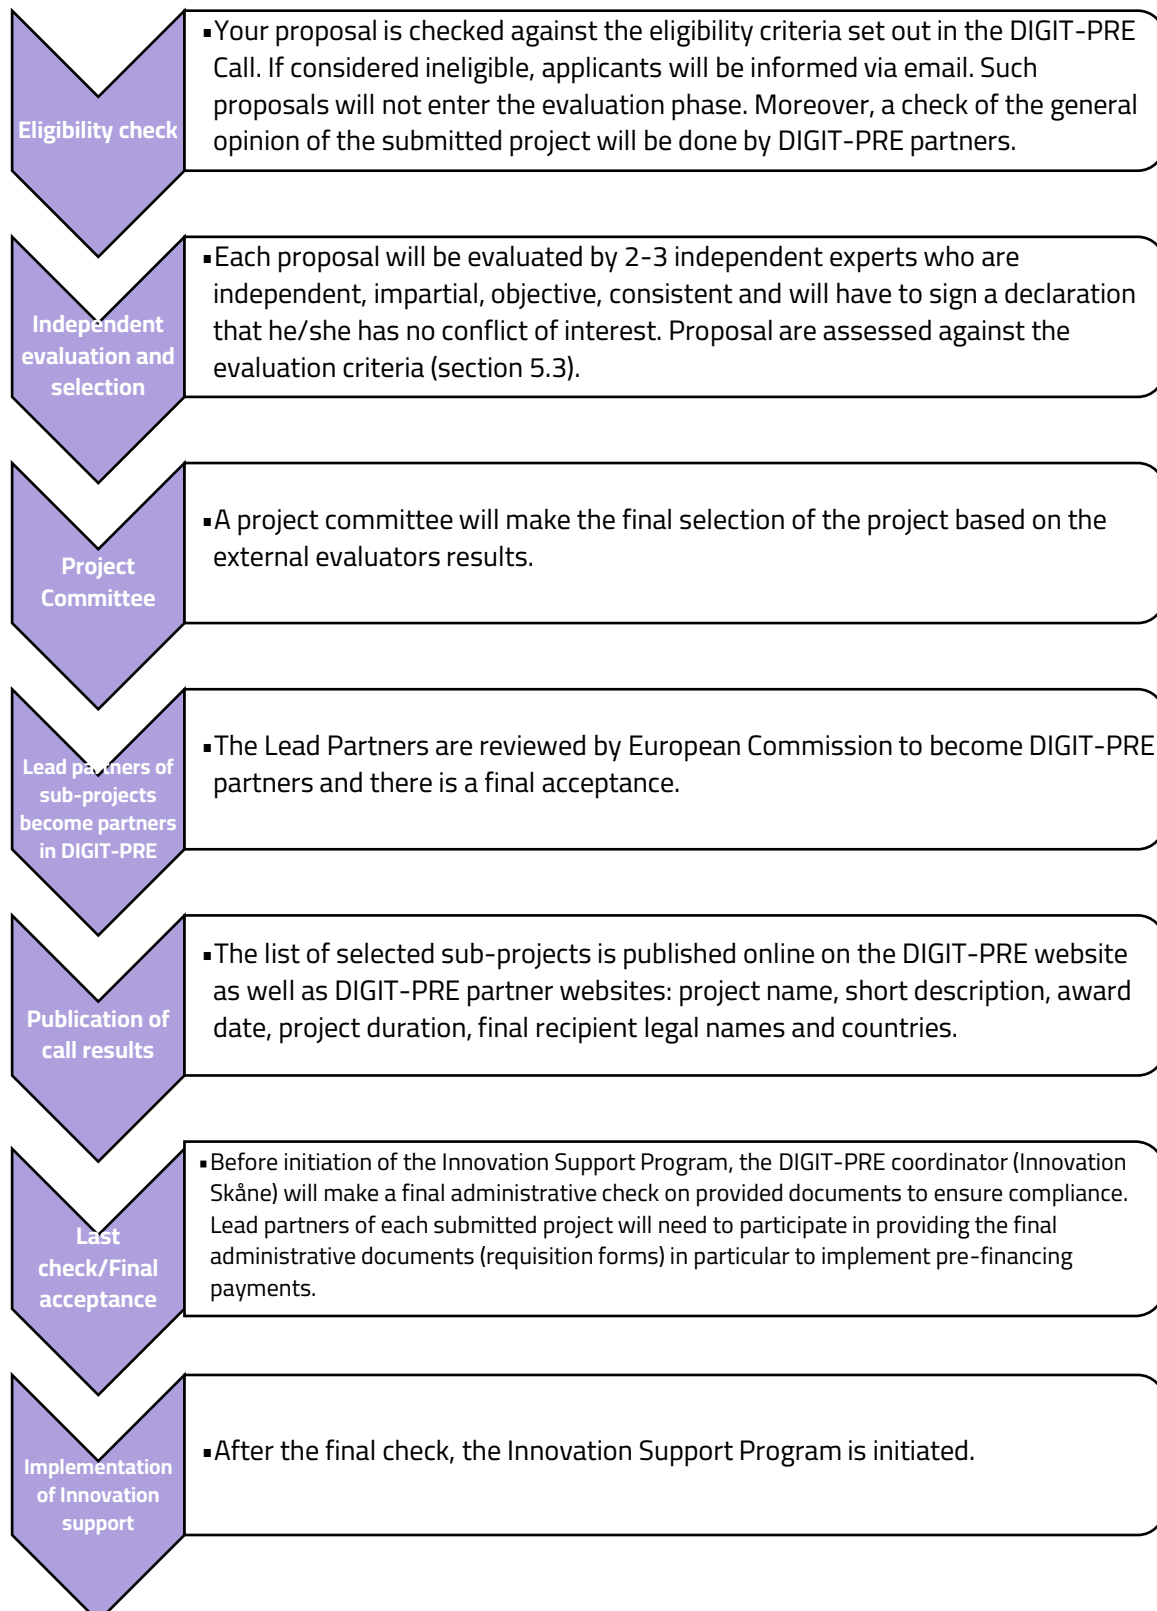 Eligibility check
▪Your proposal is checked against the eligibility criteria set out in the DIGIT-PRE
Call. If considered ineligible, applicants will be informed via email. Such
proposals will not enter the evaluation phase. Moreover, a check of the general
opinion of the submitted project will be done by DIGIT-PRE partners.
Independent
evaluation and
selection
▪Each proposal will be evaluated by 2-3 independent experts who are
independent, impartial, objective, consistent and will have to sign a declaration
that he/she has no conflict of interest. Proposal are assessed against the
evaluation criteria (section 5.3).
Project
Committee
▪A project committee will make the final selection of the project based on the
external evaluators results.
Lead partners of
sub-projects
become partners
in DIGIT-PRE
▪The Lead Partners are reviewed by European Commission to become DIGIT-PRE
partners and there is a final acceptance.
Publication of
call results
▪The list of selected sub-projects is published online on the DIGIT-PRE website
as well as DIGIT-PRE partner websites: project name, short description, award
date, project duration, final recipient legal names and countries.
Last
check/Final
acceptance
▪Before initiation of the Innovation Support Program, the DIGIT-PRE coordinator (Innovation
Skåne) will make a final administrative check on provided documents to ensure compliance.
Lead partners of each submitted project will need to participate in providing the final
administrative documents (requisition forms) in particular to implement pre-financing
payments.
Implementation
of Innovation
support
▪After the final check, the Innovation Support Program is initiated.